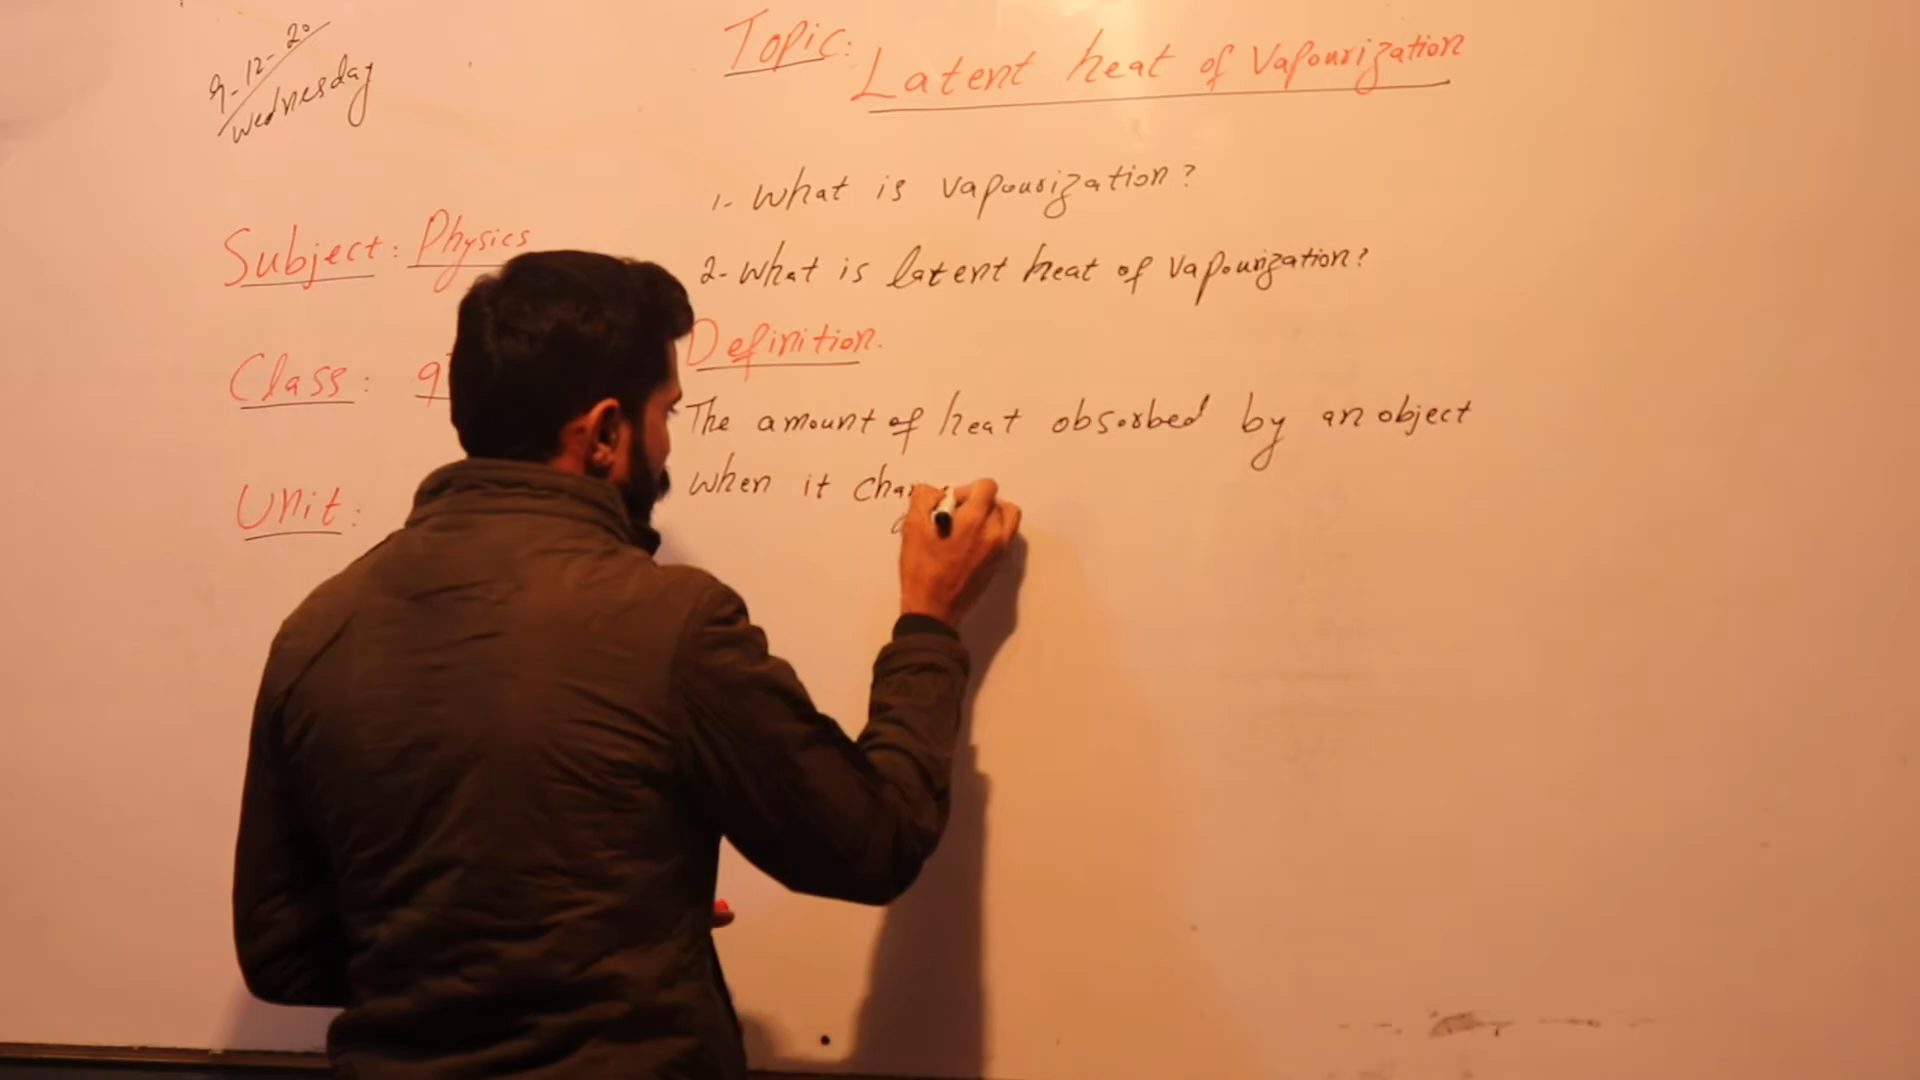 9-12-20
Wednesday
Topic:
Latent heat of Vapourization
1- What is vapourization?
2- What is latent heat of vapourization?
Subject: Physics
Definition.
Class: 9
The amount of heat obsorbed by an object
when it
Unit: